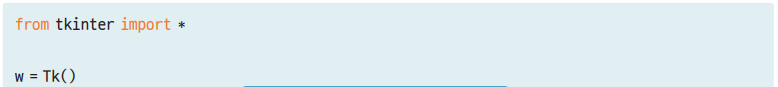 from tkinter import *
w = Tk()